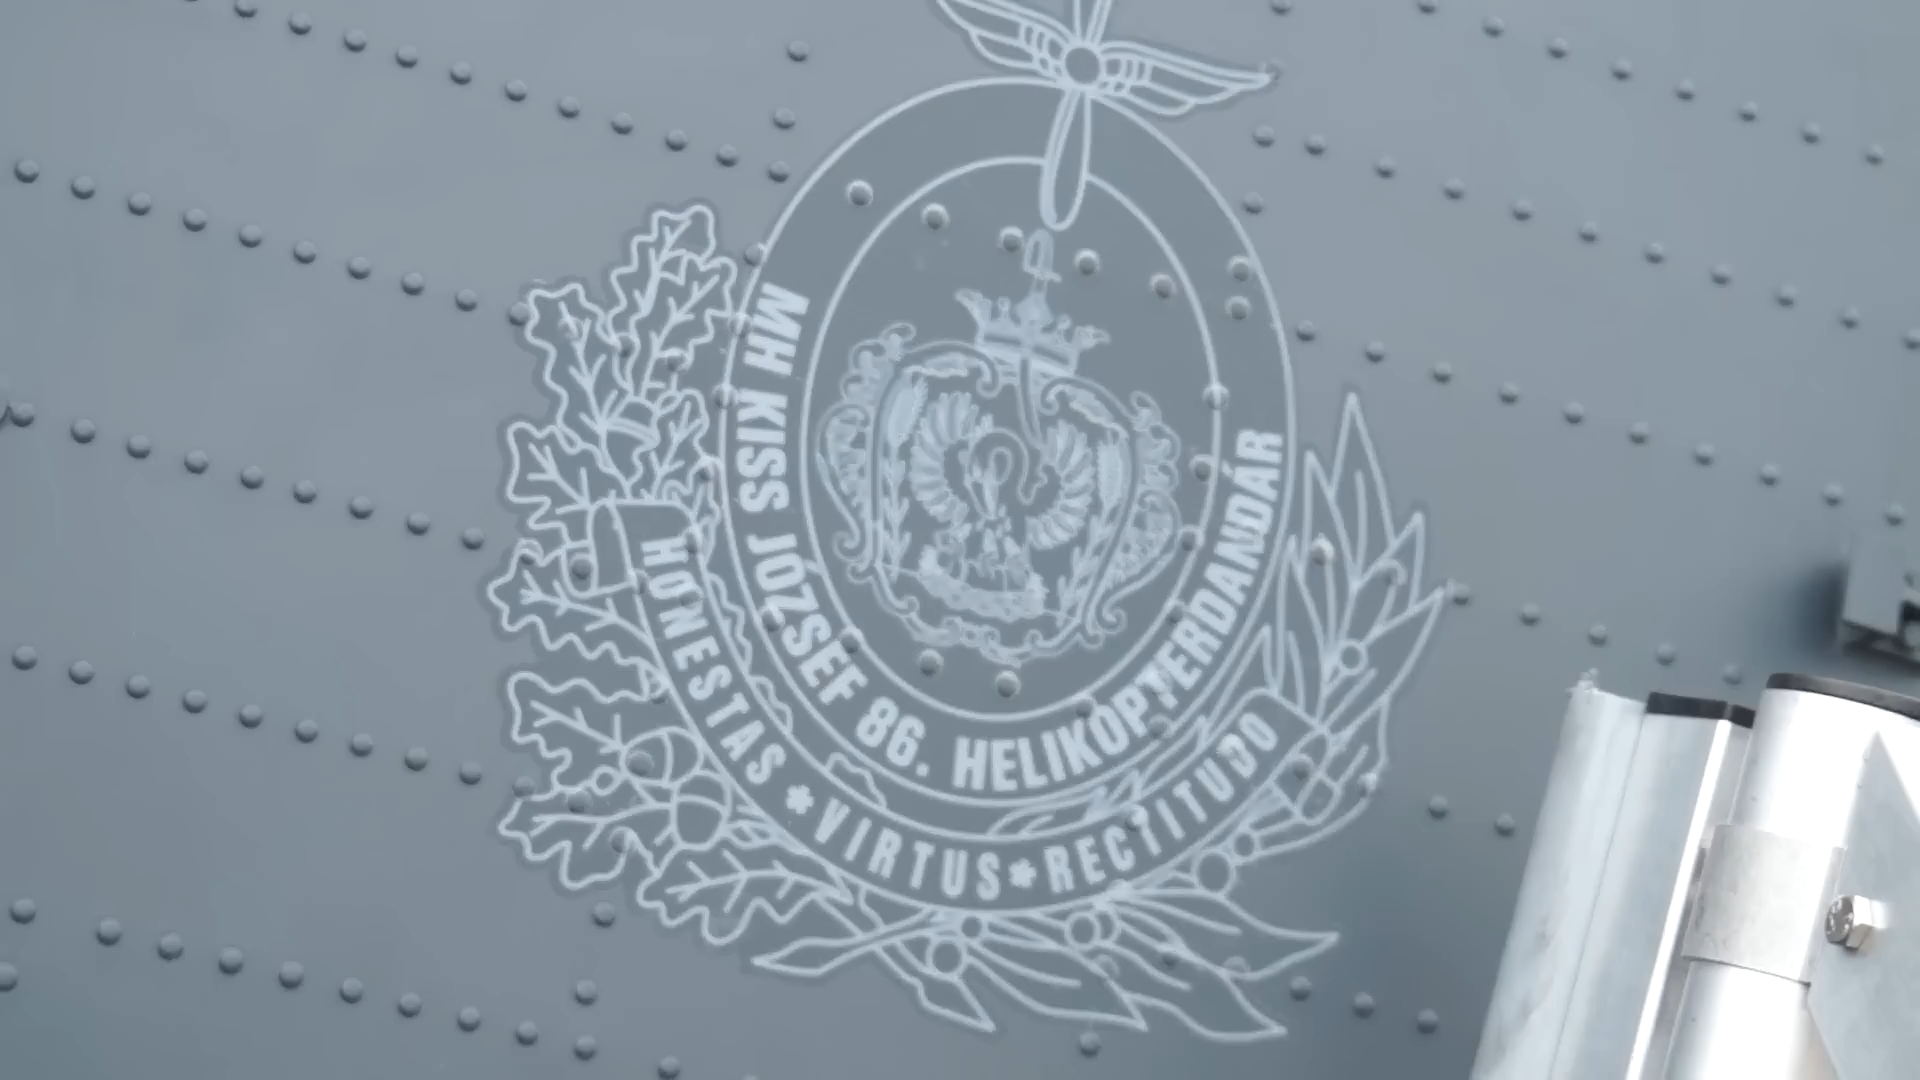 MH KISS JÓZSEF 86. HELIKOPTERDANDÁR
HONESTAS * VIRTUS * RECTITUDO